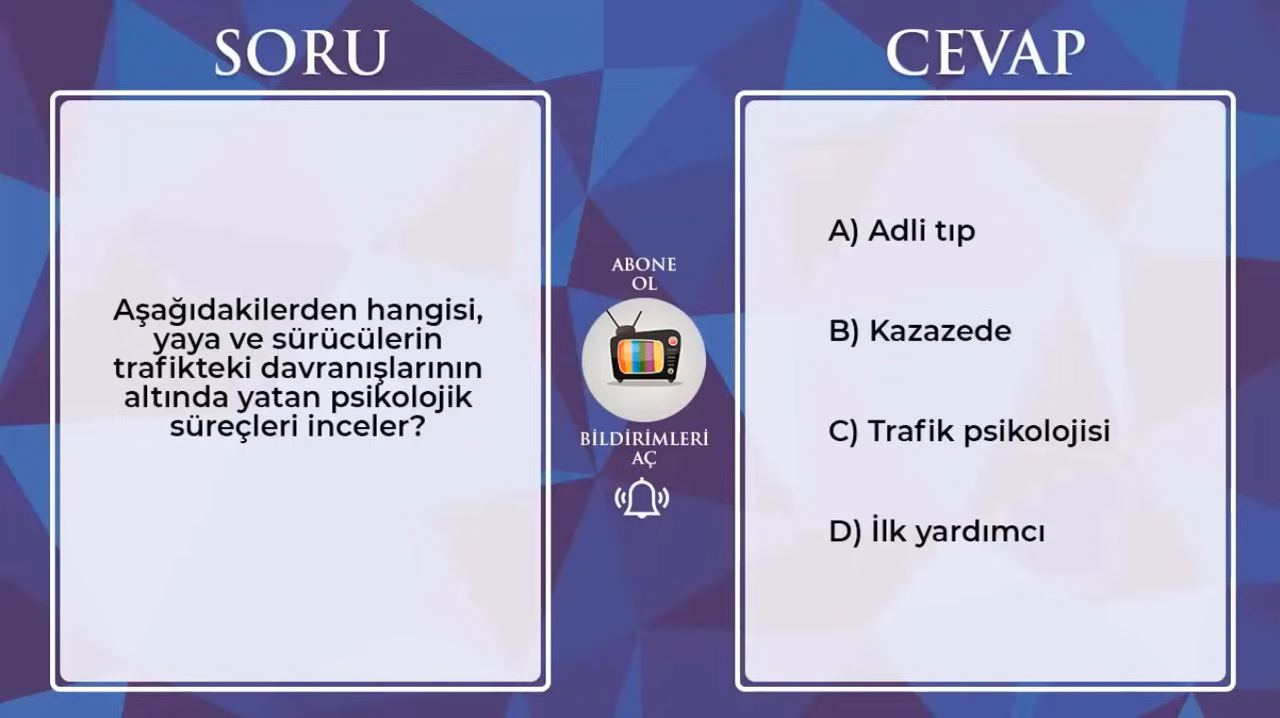 SORU
Aşağıdakilerden hangisi,
yaya ve sürücülerin
trafikteki davranışlarının
altında yatan psikolojik
süreçleri inceler?
ABONE
OL
BİLDİRİMLERİ
AÇ
CEVAP
A) Adli tıp
B) Kazazede
C) Trafik psikolojisi
D) İlk yardımcı